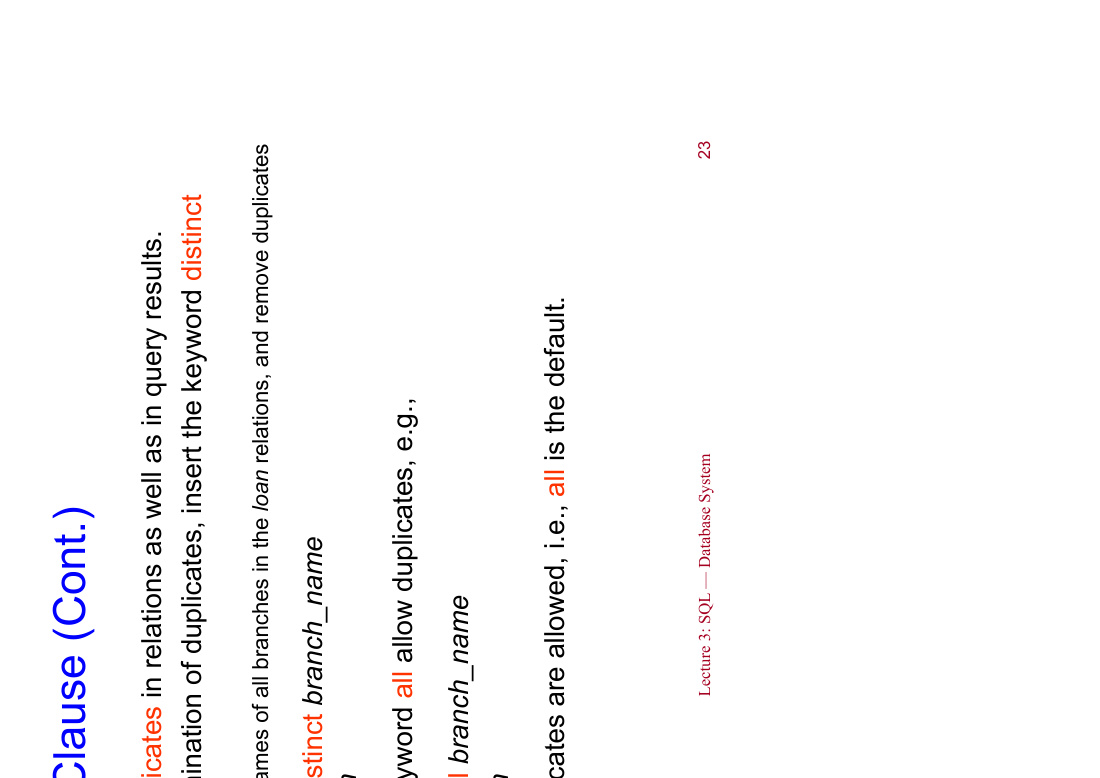 Clause (Cont.)
icates in relations as well as in query results.
ination of duplicates, insert the keyword distinct
ames of all branches in the loan relations, and remove duplicates
stinct branch_name
n
yword all allow duplicates, e.g.,
l branch_name
n
cates are allowed, i.e., all is the default.
Lecture 3: SQL — Database System 23